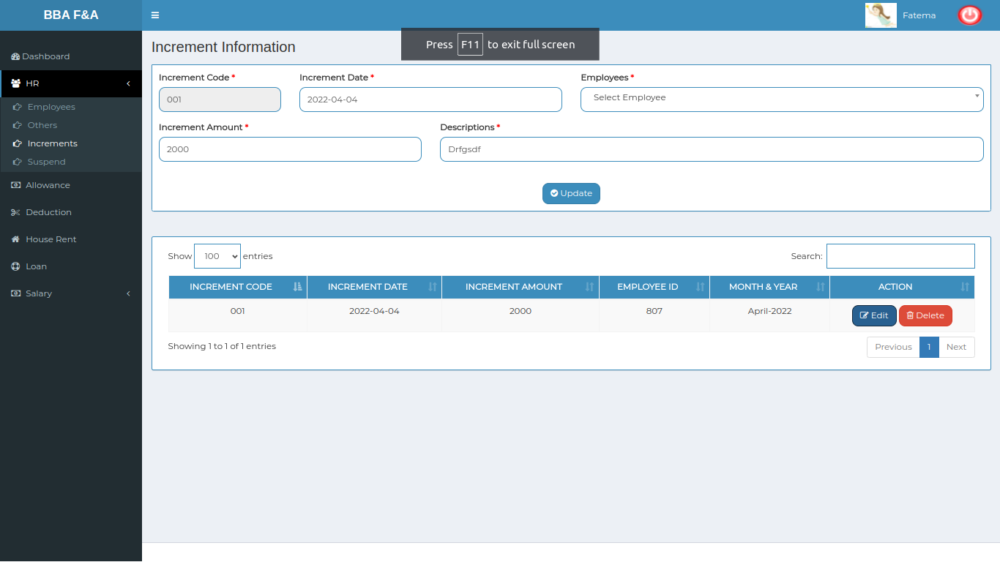 BBA F&A
Fatema
Press F11 to exit full screen
Dashboard
HR
Employees
Others
Increments
Suspend
Allowance
Deduction
House Rent
Loan
Salary
Increment Information
Increment Code * Increment Date * Employees *
001 2022-04-04 Select Employee
Increment Amount * Descriptions *
2000 Drfgsdf
Update
Show 100 entries Search:
INCREMENT CODE INCREMENT DATE INCREMENT AMOUNT EMPLOYEE ID MONTH & YEAR ACTION
001 2022-04-04 2000 807 April-2022 Edit Delete
Showing 1 to 1 of 1 entries Previous 1 Next